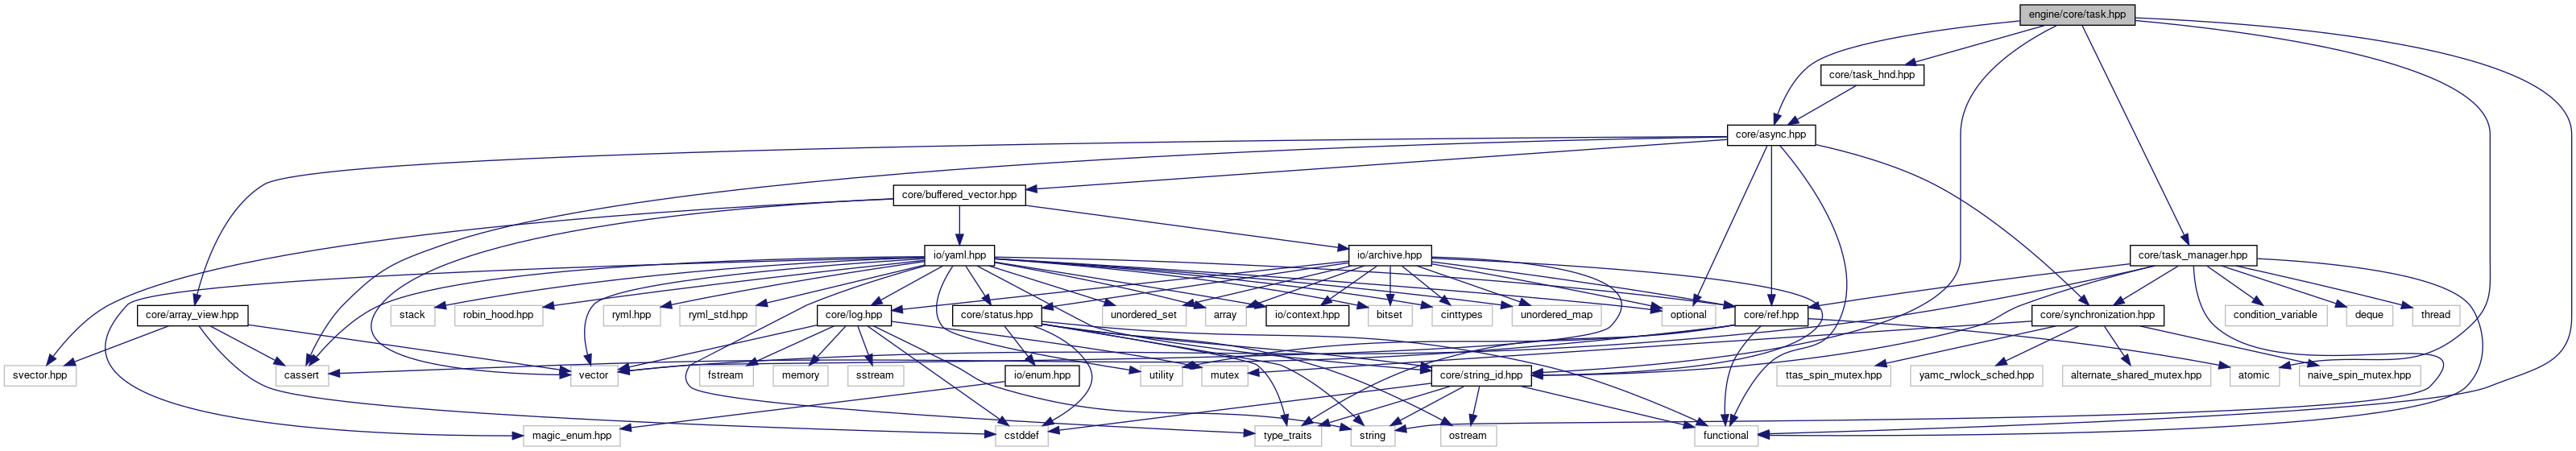 engine/core/task.hpp
core/task_hnd.hpp
core/async.hpp
core/buffered_vector.hpp
io/yaml.hpp
io/archive.hpp
core/task_manager.hpp
core/array_view.hpp
stack
robin_hood.hpp
ryml.hpp
ryml_std.hpp
core/log.hpp
core/status.hpp
unordered_set
array
io/context.hpp
bitset
cinttypes
unordered_map
optional
core/ref.hpp
core/synchronization.hpp
condition_variable
deque
thread
svector.hpp
cassert
vector
fstream
memory
sstream
io/enum.hpp
utility
mutex
core/string_id.hpp
ttas_spin_mutex.hpp
yamc_rwlock_sched.hpp
alternate_shared_mutex.hpp
atomic
naive_spin_mutex.hpp
magic_enum.hpp
cstddef
type_traits
string
ostream
functional